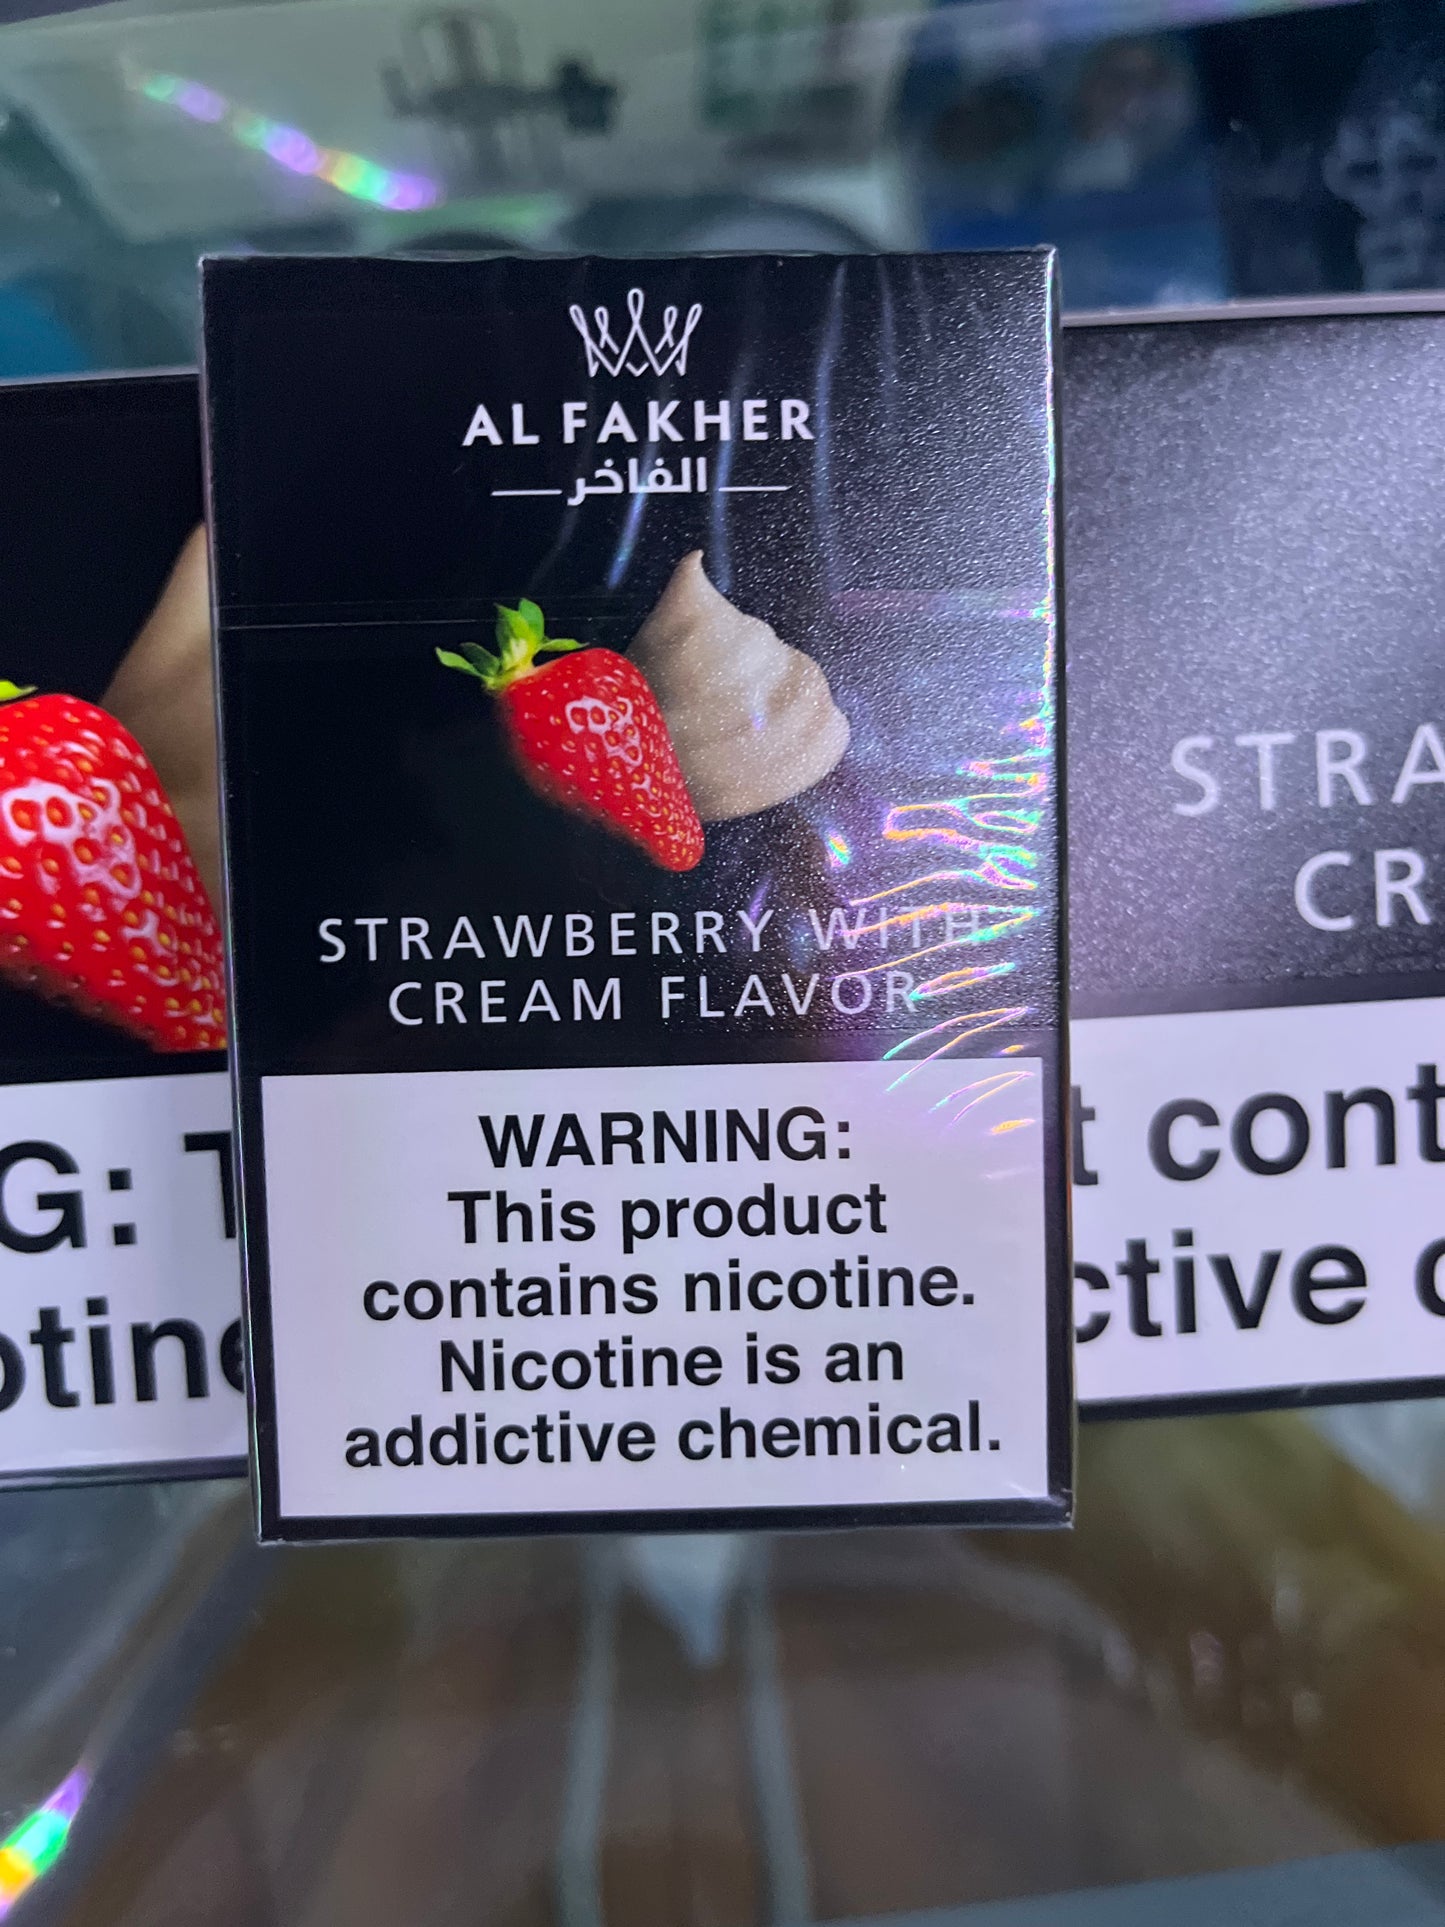 AL FAKHER
الفاخر
STRAWBERRY WITH
CREAM FLAVOR
WARNING:
This product
contains nicotine.
Nicotine is an
addictive chemical.
G: T
otine
STRA
CR
t cont
ctive c